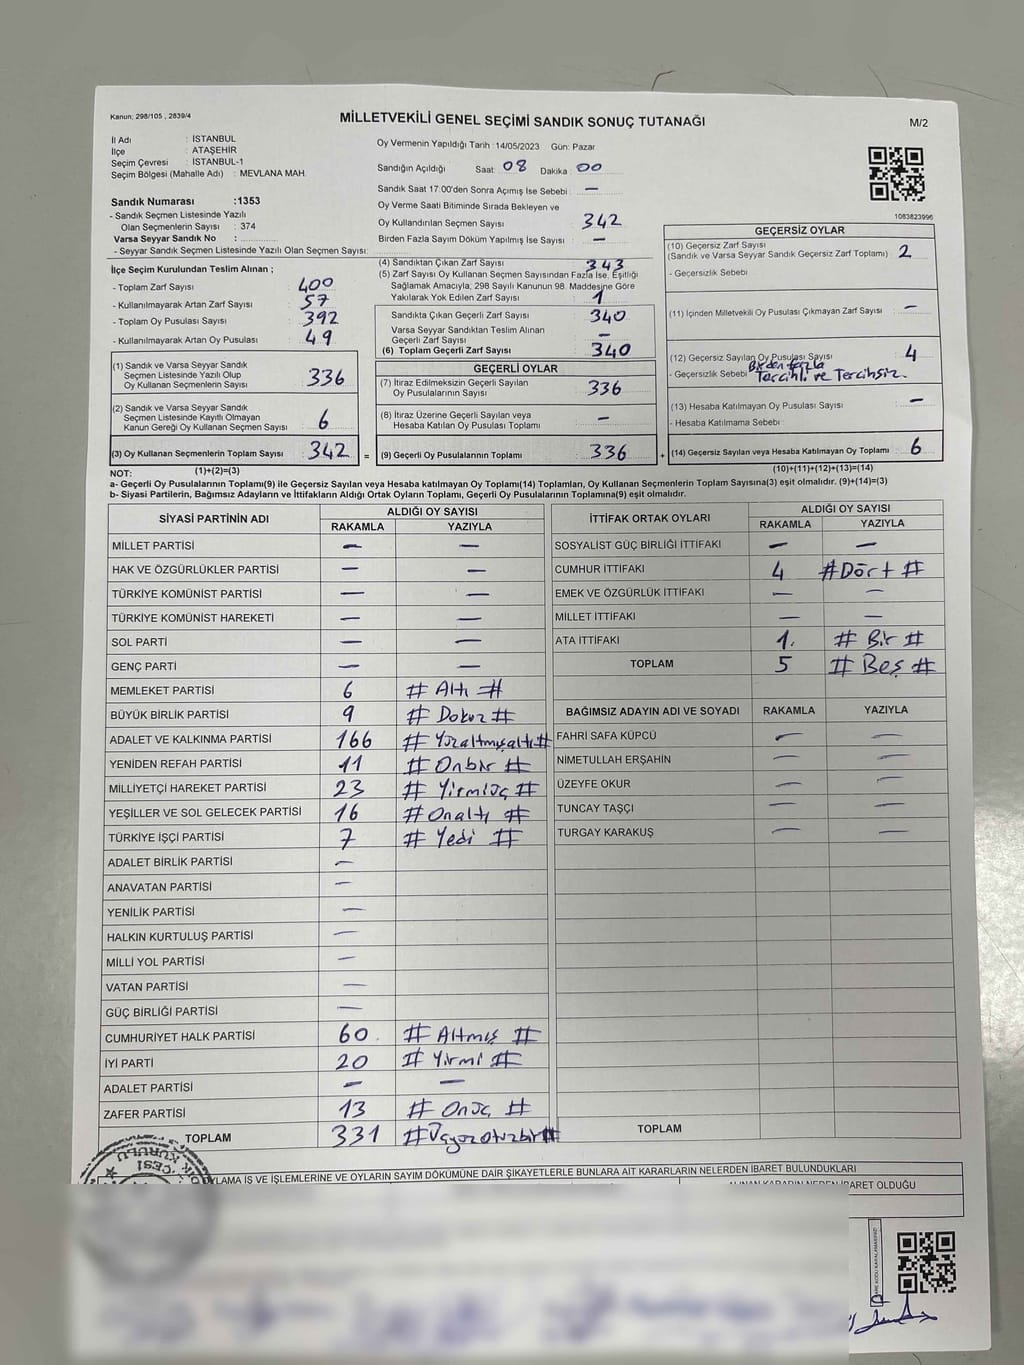 Kanun: 298/105 , 2839/4
MİLLETVEKİLİ GENEL SEÇİMİ SANDIK SONUÇ TUTANAĞI
M/2
İl Adı : İSTANBUL
İlçe : ATAŞEHİR
Seçim Çevresi : İSTANBUL-1
Seçim Bölgesi (Mahalle Adı) : MEVLANA MAH.
Sandık Numarası :1353
- Sandık Seçmen Listesinde Yazılı
Olan Seçmenlerin Sayısı : 374
Varsa Seyyar Sandık No :
- Seyyar Sandık Seçmen Listesinde Yazılı Olan Seçmen Sayısı:
Oy Vermenin Yapıldığı Tarih :14/05/2023 Gün: Pazar
Sandığın Açıldığı Saat: 08 Dakika: 00
Sandık Saat 17.00'den Sonra Açımış İse Sebebi : —
Oy Verme Saati Bitiminde Sırada Bekleyen ve
Oy Kullandırılan Seçmen Sayısı : 342
Birden Fazla Sayım Döküm Yapılmış İse Sayısı : —
1083823996
İlçe Seçim Kurulundan Teslim Alınan ;
- Toplam Zarf Sayısı : 400
- Kullanılmayarak Artan Zarf Sayısı : 57
- Toplam Oy Pusulası Sayısı : 392
- Kullanılmayarak Artan Oy Pusulası : 49
(1) Sandık ve Varsa Seyyar Sandık
Seçmen Listesinde Yazılı Olup
Oy Kullanan Seçmenlerin Sayısı : 336
(2) Sandık ve Varsa Seyyar Sandık
Seçmen Listesinde Kayıtlı Olmayan
Kanun Gereği Oy Kullanan Seçmen Sayısı : 6
(3) Oy Kullanan Seçmenlerin Toplam Sayısı : 342 =
(4) Sandıktan Çıkan Zarf Sayısı : 343
(5) Zarf Sayısı Oy Kullanan Seçmen Sayısından Fazla İse, Eşitliği
Sağlamak Amacıyla, 298 Sayılı Kanunun 98. Maddesine Göre
Yakılarak Yok Edilen Zarf Sayısı : 1
Sandıkta Çıkan Geçerli Zarf Sayısı : 340
Varsa Seyyar Sandıktan Teslim Alınan
Geçerli Zarf Sayısı : —
(6) Toplam Geçerli Zarf Sayısı : 340
GEÇERLİ OYLAR
(7) İtiraz Edilmeksizin Geçerli Sayılan
Oy Pusulalarının Sayısı : 336
(8) İtiraz Üzerine Geçerli Sayılan veya
Hesaba Katılan Oy Pusulası Toplamı : —
(9) Geçerli Oy Pusulalarının Toplamı : 336 +
GEÇERSİZ OYLAR
(10) Geçersiz Zarf Sayısı
(Sandık ve Varsa Seyyar Sandık Geçersiz Zarf Toplamı) : 2
- Geçersizlik Sebebi
(11) İçinden Milletvekili Oy Pusulası Çıkmayan Zarf Sayısı : —
(12) Geçersiz Sayılan Oy Pusulası Sayısı : 4
- Geçersizlik Sebebi Birden fazla
Tercihli ve Tercihsiz.
(13) Hesaba Katılmayan Oy Pusulası Sayısı : —
- Hesaba Katılmama Sebebi
(14) Geçersiz Sayılan veya Hesaba Katılmayan Oy Toplamı : 6
NOT: (1)+(2)=(3)
(10)+(11)+(12)+(13)=(14)
a- Geçerli Oy Pusulalarının Toplamı(9) ile Geçersiz Sayılan veya Hesaba katılmayan Oy Toplamı(14) Toplamları, Oy Kullanan Seçmenlerin Toplam Sayısına(3) eşit olmalıdır. (9)+(14)=(3)
b- Siyasi Partilerin, Bağımsız Adayların ve İttifakların Aldığı Ortak Oyların Toplamı, Geçerli Oy Pusulalarının Toplamına(9) eşit olmalıdır.
SİYASİ PARTİNİN ADI ALDIĞI OY SAYISI
RAKAMLA YAZIYLA
MİLLET PARTİSİ — —
HAK VE ÖZGÜRLÜKLER PARTİSİ — —
TÜRKİYE KOMÜNİST PARTİSİ — —
TÜRKİYE KOMÜNİST HAREKETİ — —
SOL PARTİ — —
GENÇ PARTİ — —
MEMLEKET PARTİSİ 6 # Altı #
BÜYÜK BİRLİK PARTİSİ 9 # Dokuz #
ADALET VE KALKINMA PARTİSİ 166 # Yüzaltmışaltı #
YENİDEN REFAH PARTİSİ 11 # Onbir #
MİLLİYETÇİ HAREKET PARTİSİ 23 # Yirmiüç #
YEŞİLLER VE SOL GELECEK PARTİSİ 16 # Onaltı #
TÜRKİYE İŞÇİ PARTİSİ 7 # Yedi #
ADALET BİRLİK PARTİSİ —
ANAVATAN PARTİSİ —
YENİLİK PARTİSİ —
HALKIN KURTULUŞ PARTİSİ —
MİLLİ YOL PARTİSİ —
VATAN PARTİSİ —
GÜÇ BİRLİĞİ PARTİSİ —
CUMHURİYET HALK PARTİSİ 60 # Altmış #
İYİ PARTİ 20 # Yirmi #
ADALET PARTİSİ — —
ZAFER PARTİSİ 13 # Onüç #
TOPLAM 331 # Üçyüzotuzbir #
İTTİFAK ORTAK OYLARI ALDIĞI OY SAYISI
RAKAMLA YAZIYLA
SOSYALİST GÜÇ BİRLİĞİ İTTİFAKI — —
CUMHUR İTTİFAKI 4 # Dört #
EMEK VE ÖZGÜRLÜK İTTİFAKI — —
MİLLET İTTİFAKI — —
ATA İTTİFAKI 1. # Bir #
TOPLAM 5 # Beş #
BAĞIMSIZ ADAYIN ADI VE SOYADI RAKAMLA YAZIYLA
FAHRİ SAFA KÜPCÜ — —
NİMETULLAH ERŞAHİN — —
ÜZEYFE OKUR — —
TUNCAY TAŞÇI — —
TURGAY KARAKUŞ — —
TOPLAM
OYLAMA İŞ VE İŞLEMLERİNE VE OYLARIN SAYIM DÖKÜMÜNE DAİR ŞİKAYETLERLE BUNLARA AİT KARARLARIN NELERDEN İBARET BULUNDUKLARI
ALINAN KARARIN NEDEN İBARET OLDUĞU